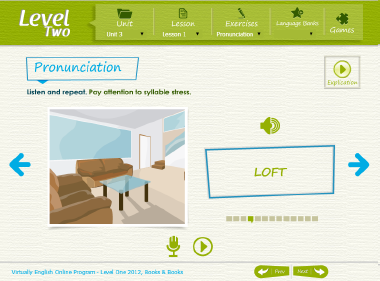 Level
Two
Unit
Unit 3
Lesson
Lesson 1
Exercises
Pronunciation
Language Banks
Games
Pronunciation
Explication
Listen and repeat. Pay attention to syllable stress.
LOFT
Virtually English Online Program - Level One 2012, Books & Books
Prev
Next